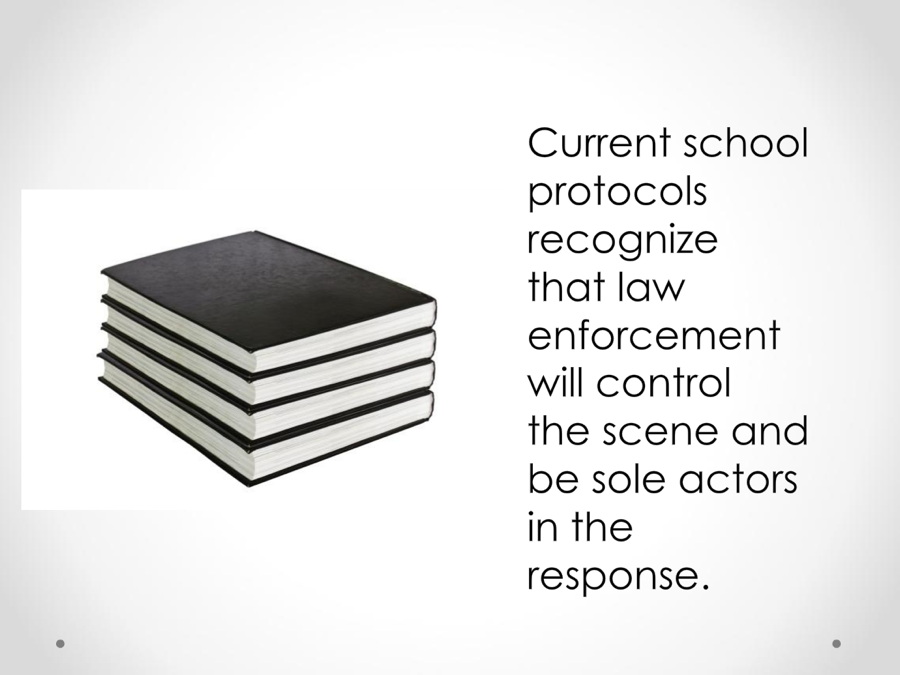 Current school
protocols
recognize
that law
enforcement
will control
the scene and
be sole actors
in the
response.